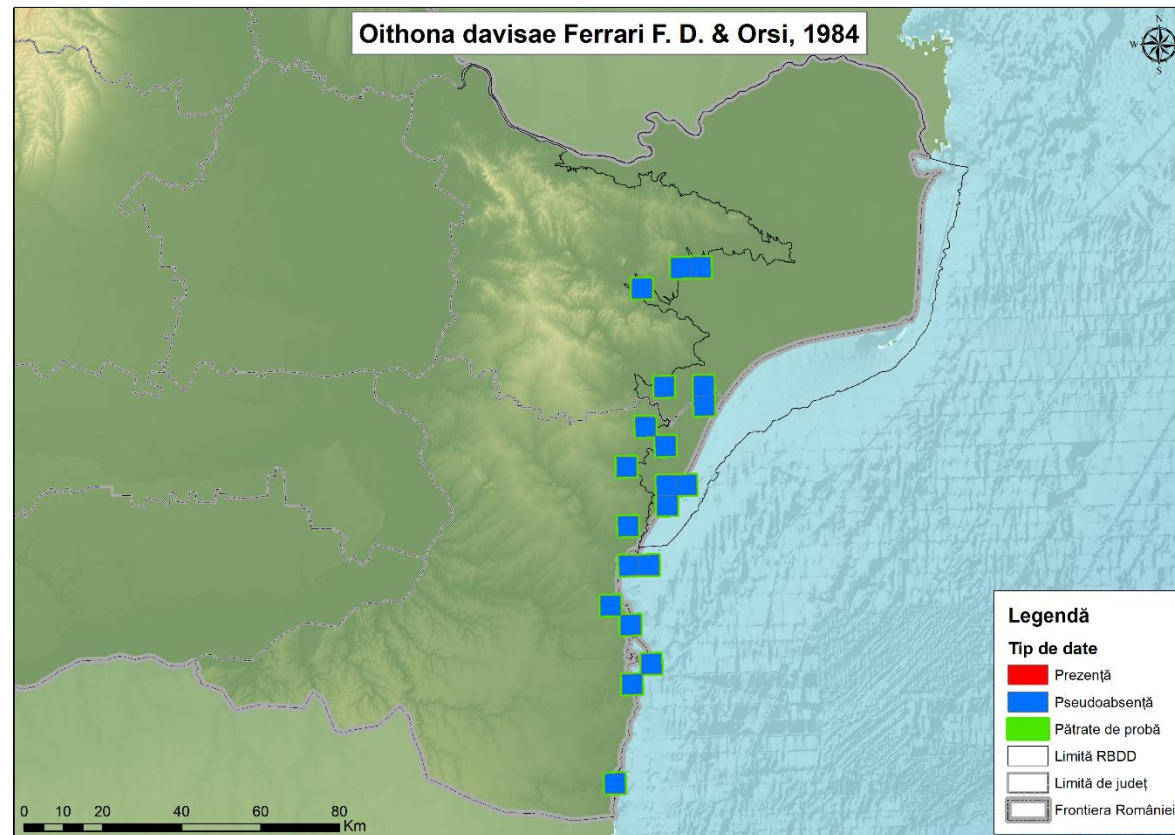 Oithona davisae Ferrari F. D. & Orsi, 1984
N
W E
S
Legendă
Tip de date
Prezență
Pseudoabsență
Pătrate de probă
Limită RBDD
Limită de județ
Frontiera României
0 10 20 40 60 80
Km